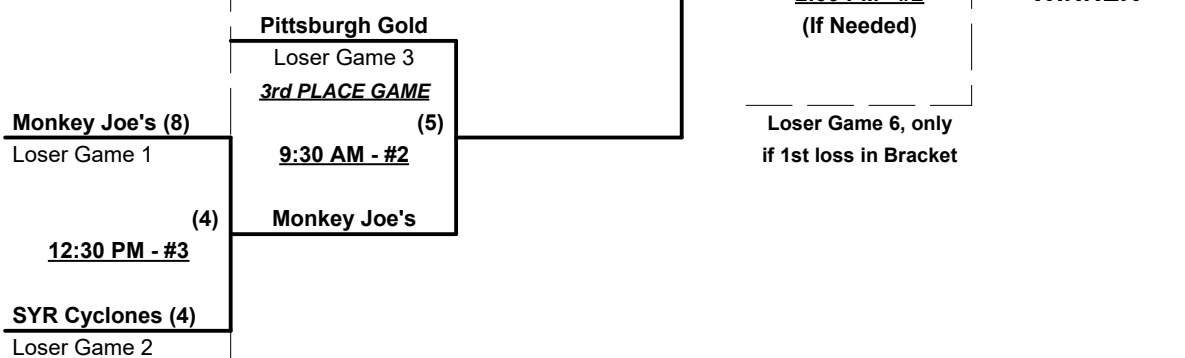 Pittsburgh Gold
Loser Game 3
3rd PLACE GAME
(5)
9:30 AM - #2
Monkey Joe's
Monkey Joe's (8)
Loser Game 1
(4)
12:30 PM - #3
SYR Cyclones (4)
Loser Game 2
(If Needed)
Loser Game 6, only
if 1st loss in Bracket